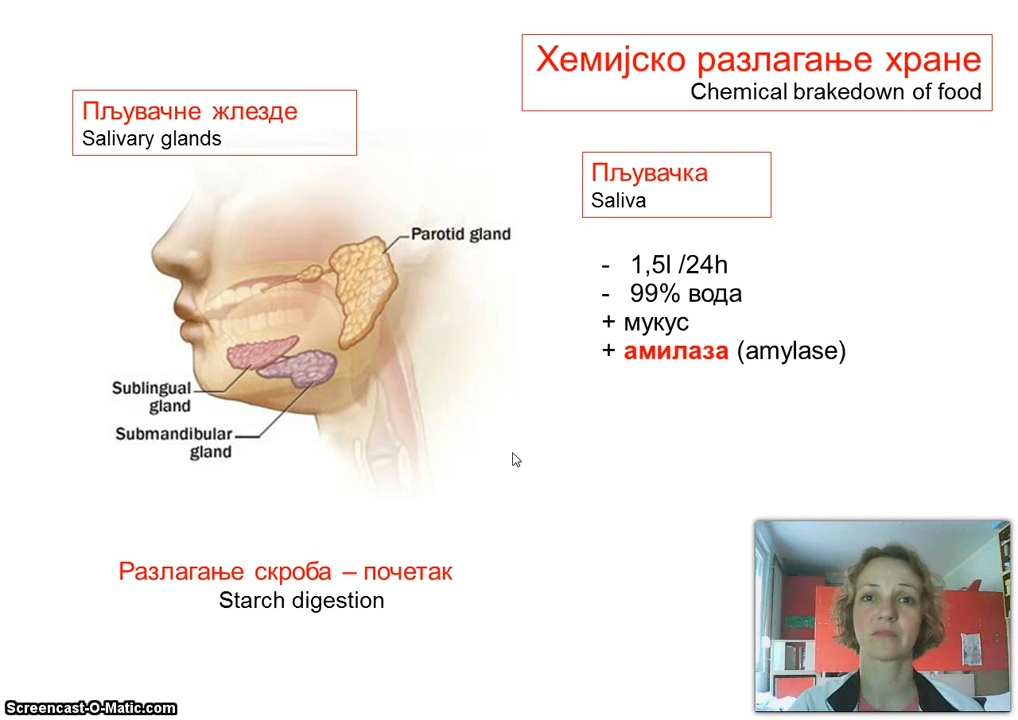 Хемијско разлагање хране
Chemical brakedown of food
Пљувачне жлезде
Salivary glands
Пљувачка
Saliva
Parotid gland
- 1,5l /24h
- 99% вода
+ мукус
+ амилаза (amylase)
Sublingual
gland
Submandibular
gland
Разлагање скроба – почетак
Starch digestion
Screencast-O-Matic.com